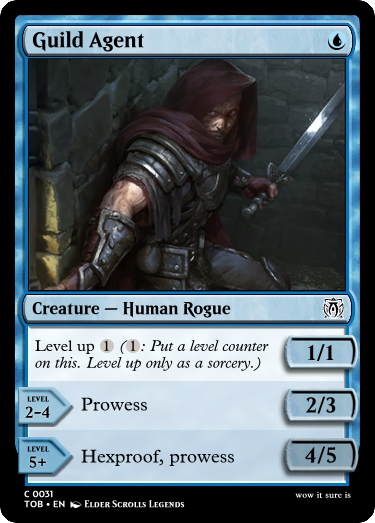 Guild Agent
Creature — Human Rogue
Level up 1 (1: Put a level counter
on this. Level up only as a sorcery.)
1/1
LEVEL
2-4
Prowess
2/3
LEVEL
5+
Hexproof, prowess
4/5
C 0031
TOB • EN Elder Scrolls Legends
wow it sure is